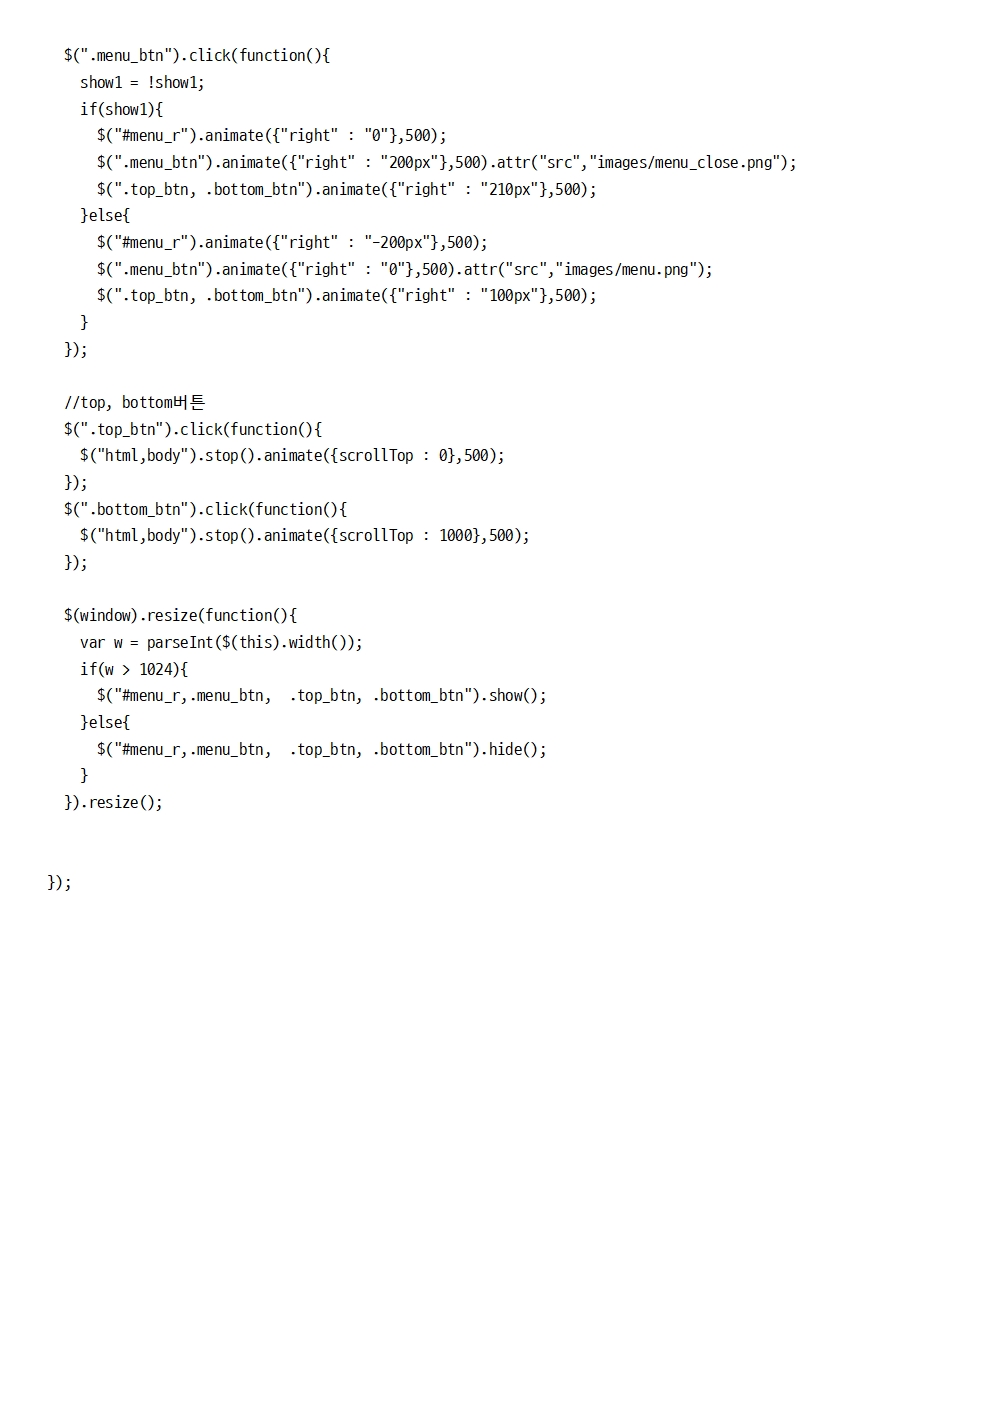 $(".menu_btn").click(function(){
  show1 = !show1;
  if(show1){
    $("#menu_r").animate({"right" : "0"},500);
    $(".menu_btn").animate({"right" : "200px"},500).attr("src","images/menu_close.png");
    $(".top_btn, .bottom_btn").animate({"right" : "210px"},500);
  }else{
    $("#menu_r").animate({"right" : "-200px"},500);
    $(".menu_btn").animate({"right" : "0"},500).attr("src","images/menu.png");
    $(".top_btn, .bottom_btn").animate({"right" : "100px"},500);
  }
});

//top, bottom버튼
$(".top_btn").click(function(){
  $("html,body").stop().animate({scrollTop : 0},500);
});
$(".bottom_btn").click(function(){
  $("html,body").stop().animate({scrollTop : 1000},500);
});

$(window).resize(function(){
  var w = parseInt($(this).width());
  if(w > 1024){
    $("#menu_r,.menu_btn,  .top_btn, .bottom_btn").show();
  }else{
    $("#menu_r,.menu_btn,  .top_btn, .bottom_btn").hide();
  }
}).resize();

});